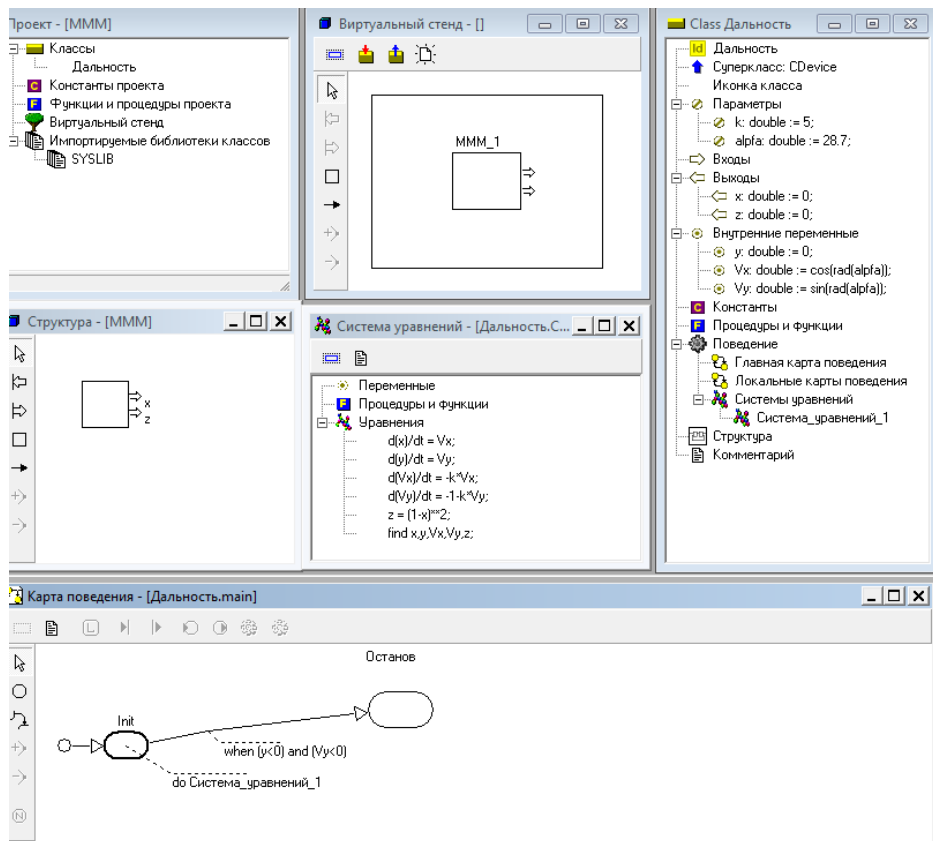 Проект - [МММ]
Классы
Дальность
C Константы проекта
F Функции и процедуры проекта
Виртуальный стенд
Импортируемые библиотеки классов
SYSLIB
Виртуальный стенд - []
МММ_1
Class Дальность
Id Дальность
Суперкласс: CDevice
Иконка класса
Параметры
k: double := 5;
alpfa: double := 28.7;
Входы
Выходы
x: double := 0;
z: double := 0;
Внутренние переменные
y: double := 0;
Vx: double := cos(rad(alpfa));
Vy: double := sin(rad(alpfa));
C Константы
F Процедуры и функции
Поведение
Главная карта поведения
Локальные карты поведения
Системы уравнений
Система_уравнений_1
Структура
Комментарий
Структура - [МММ]
x
z
Система уравнений - [Дальность.С...
Переменные
F Процедуры и функции
Уравнения
d(x)/dt = Vx;
d(y)/dt = Vy;
d(Vx)/dt = -k*Vx;
d(Vy)/dt = -1-k*Vy;
z = (1-x)**2;
find x,y,Vx,Vy,z;
Карта поведения - [Дальность.main]
L
Останов
Init
when (y<0) and (Vy<0)
do Система_уравнений_1
N